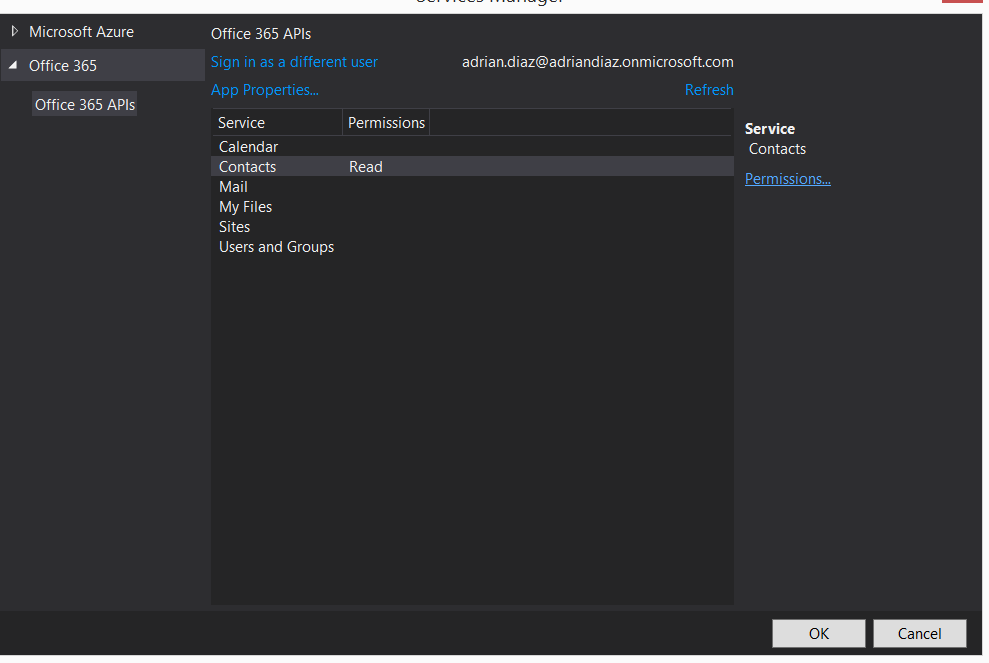 Services Manager
Microsoft Azure
Office 365
Office 365 APIs
Office 365 APIs
Sign in as a different user adrian.diaz@adriandiaz.onmicrosoft.com
App Properties... Refresh
Service Permissions
Calendar
Contacts Read
Mail
My Files
Sites
Users and Groups
Service
Contacts
Permissions...
OK Cancel